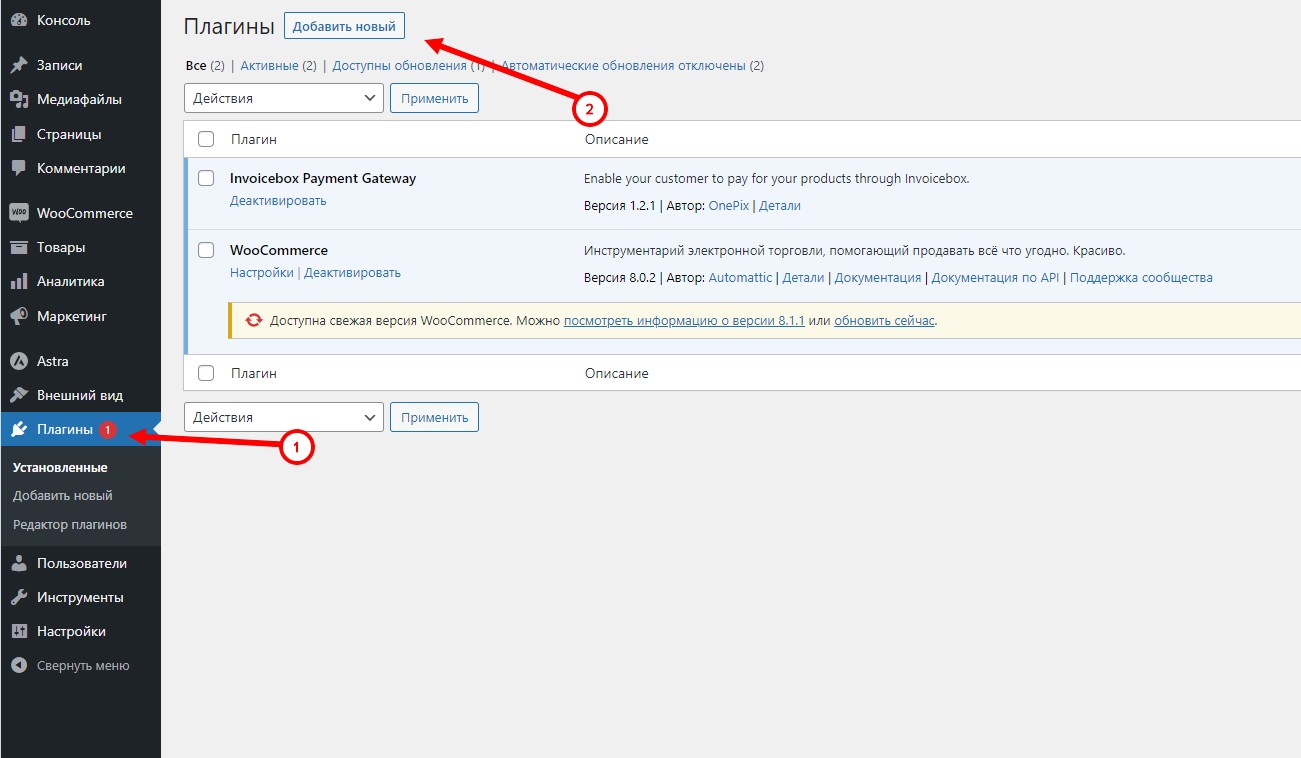 Консоль
Записи
Медиафайлы
Страницы
Комментарии
WooCommerce
Товары
Аналитика
Маркетинг
Astra
Внешний вид
Плагины 1
Установленные
Добавить новый
Редактор плагинов
Пользователи
Инструменты
Настройки
Свернуть меню
Плагины Добавить новый
Все (2) | Активные (2) | Доступны обновления (1) | Автоматические обновления отключены (2)
Действия Применить
2
Плагин Описание
Invoicebox Payment Gateway Enable your customer to pay for your products through Invoicebox.
Деактивировать Версия 1.2.1 | Автор: OnePix | Детали
WooCommerce Инструментарий электронной торговли, помогающий продавать всё что угодно. Красиво.
Настройки | Деактивировать Версия 8.0.2 | Автор: Automattic | Детали | Документация | Документация по API | Поддержка сообщества
Доступна свежая версия WooCommerce. Можно посмотреть информацию о версии 8.1.1 или обновить сейчас.
Плагин Описание
Действия Применить
1